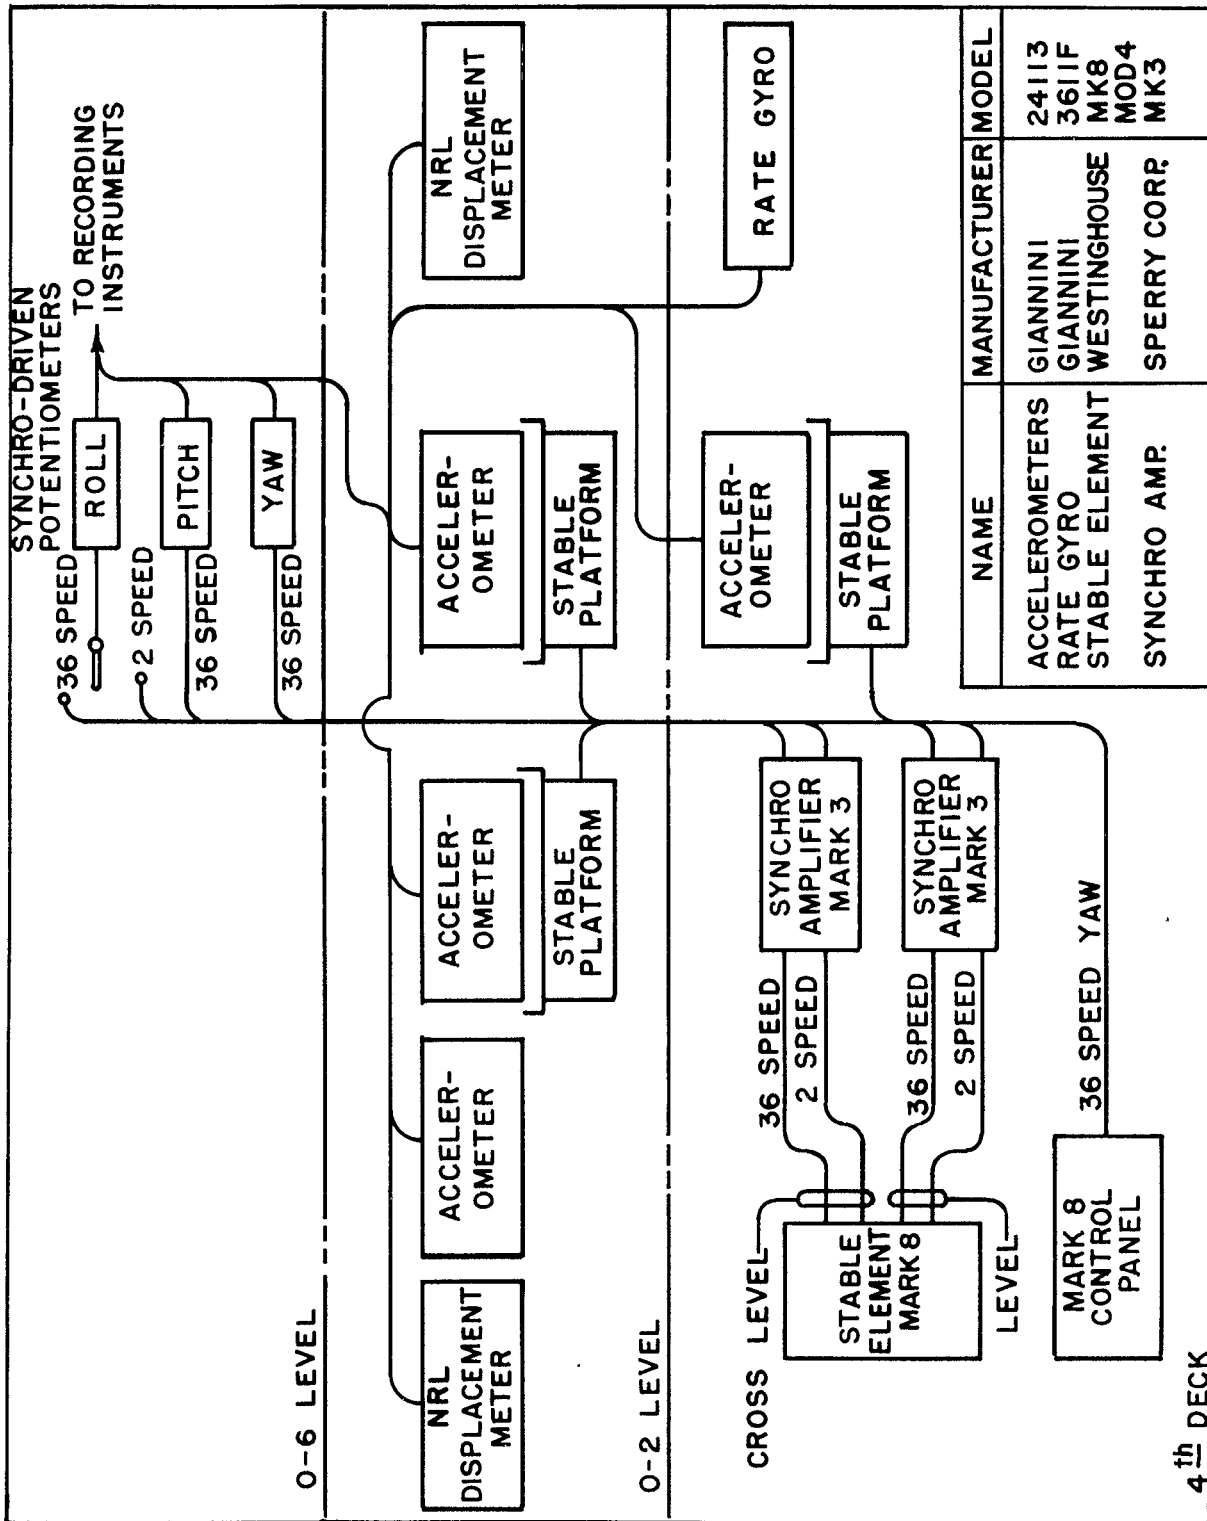 SYNCHRO-DRIVEN
POTENTIOMETERS
36 SPEED
ROLL
TO RECORDING
INSTRUMENTS
2 SPEED
36 SPEED
PITCH
36 SPEED
YAW
O-6 LEVEL
NRL
DISPLACEMENT
METER
ACCELER-
OMETER
ACCELER-
OMETER
STABLE
PLATFORM
ACCELER-
OMETER
STABLE
PLATFORM
NRL
DISPLACEMENT
METER
O-2 LEVEL
CROSS LEVEL
STABLE
ELEMENT
MARK 8
LEVEL
36 SPEED
2 SPEED
36 SPEED
2 SPEED
SYNCHRO
AMPLIFIER
MARK 3
SYNCHRO
AMPLIFIER
MARK 3
ACCELER-
OMETER
STABLE
PLATFORM
RATE GYRO
MARK 8
CONTROL
PANEL
36 SPEED YAW
4th DECK
NAME MANUFACTURER MODEL
ACCELEROMETERS GIANNINI 24113
RATE GYRO GIANNINI 3611F
STABLE ELEMENT WESTINGHOUSE MK8
MOD4
SYNCHRO AMP. SPERRY CORP. MK3